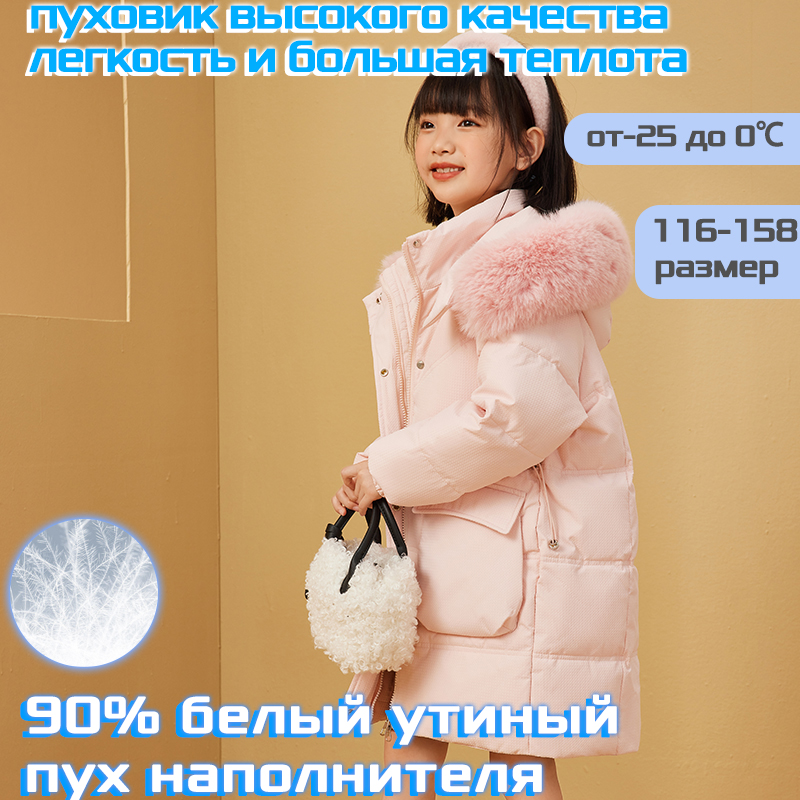 пуховик высокого качества
легкость и большая теплота
от-25 до 0℃
116-158
размер
90% белый утиный
пух наполнителя